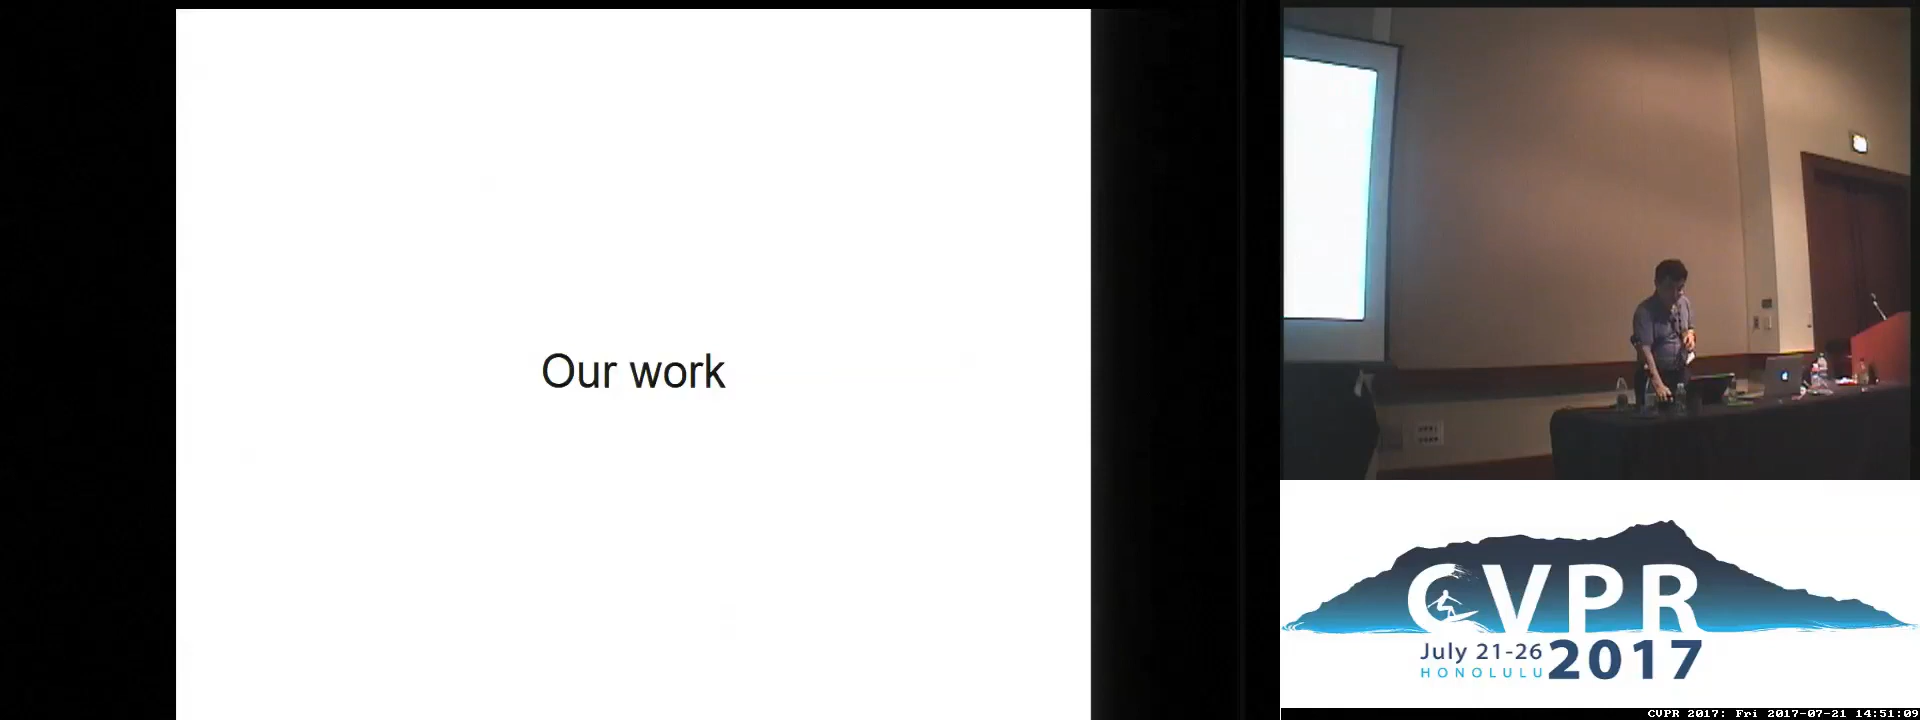 Our work
CVPR
July 21-26
HONOLULU
2017
CVPR 2017: Fri 2017-07-21 14:51:09